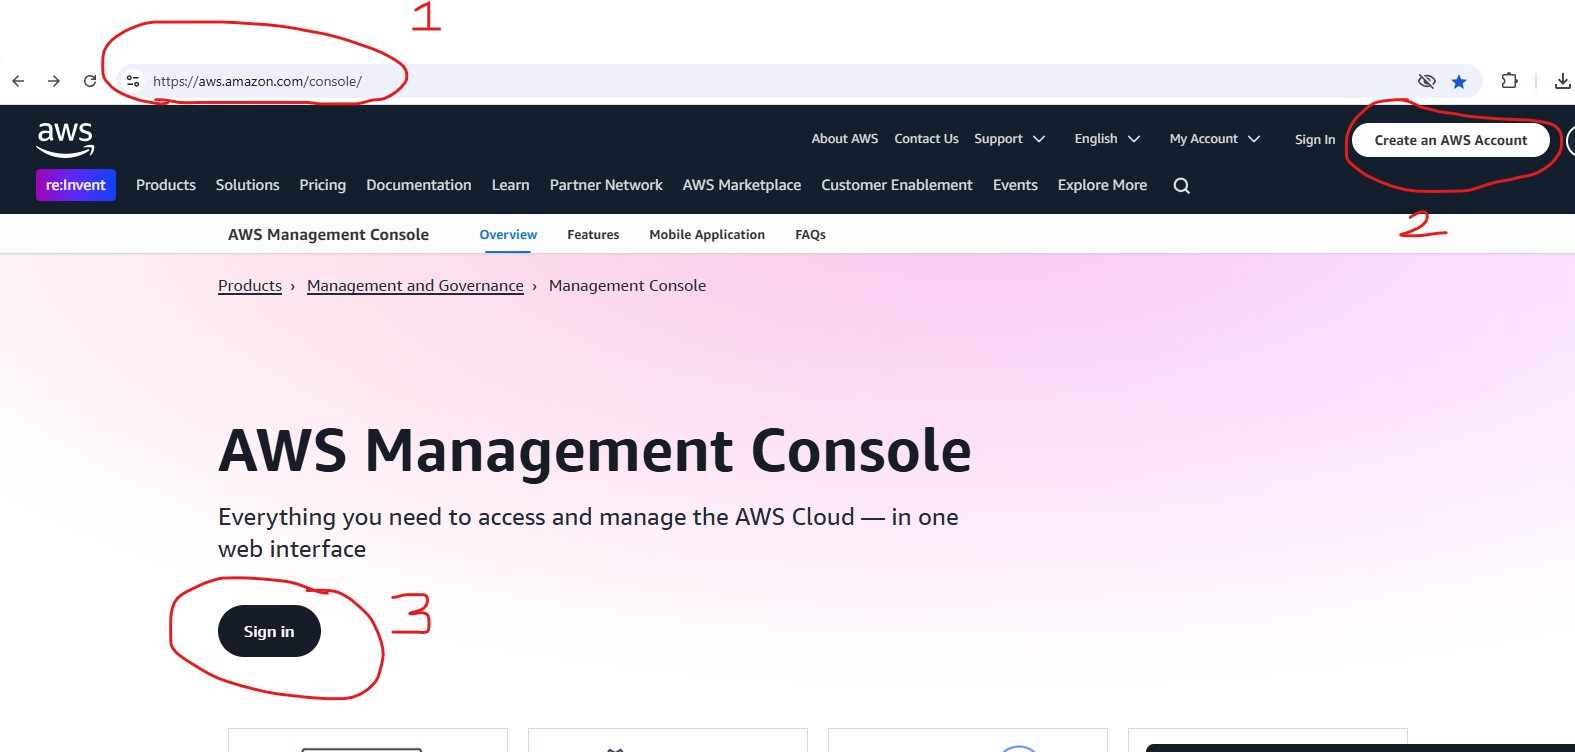 1
https://aws.amazon.com/console/
aws
About AWS Contact Us Support English My Account Sign In Create an AWS Account
re:Invent Products Solutions Pricing Documentation Learn Partner Network AWS Marketplace Customer Enablement Events Explore More
2
AWS Management Console Overview Features Mobile Application FAQs
Products › Management and Governance › Management Console
AWS Management Console
Everything you need to access and manage the AWS Cloud — in one
web interface
3
Sign in